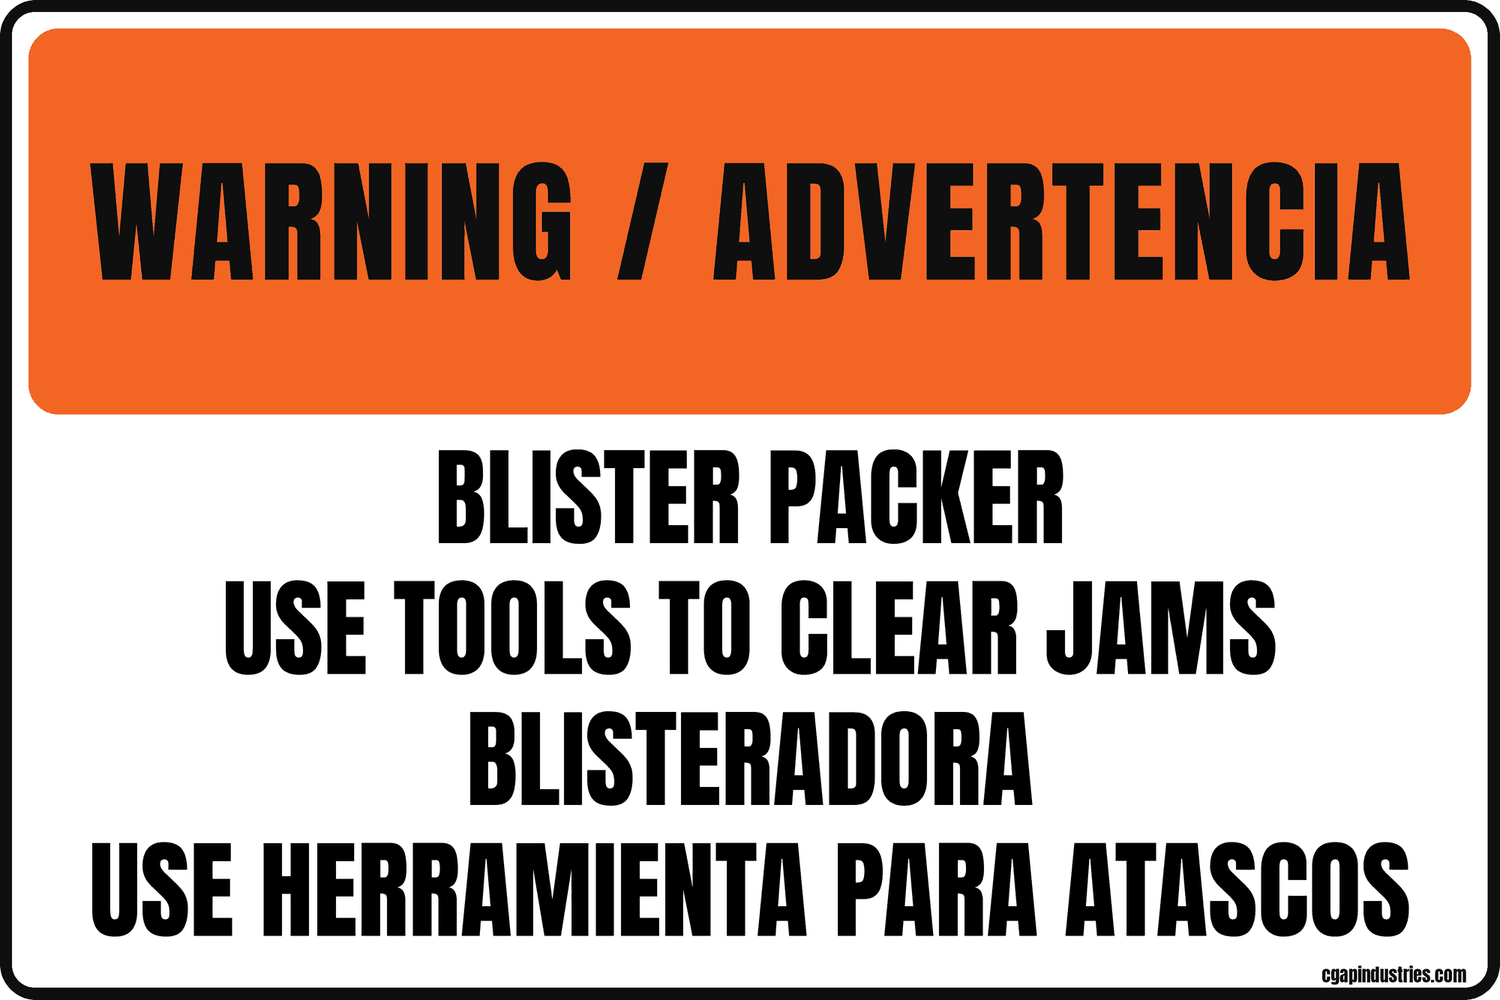 WARNING / ADVERTENCIA
BLISTER PACKER
USE TOOLS TO CLEAR JAMS
BLISTERADORA
USE HERRAMIENTA PARA ATASCOS
cgapindustries.com